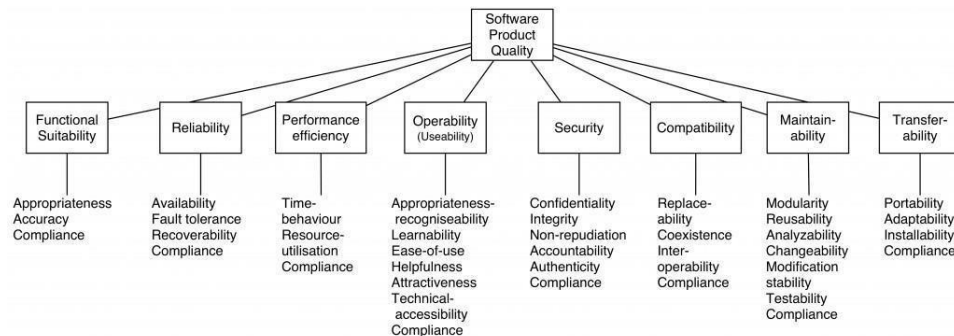 Software
Product
Quality
Functional
Suitability
Reliability
Performance
efficiency
Operability
(Useability)
Security
Compatibility
Maintain-
ability
Transfer-
ability
Appropriateness
Accuracy
Compliance
Availability
Fault tolerance
Recoverability
Compliance
Time-
behaviour
Resource-
utilisation
Compliance
Appropriateness-
recogniseability
Learnability
Ease-of-use
Helpfulness
Attractiveness
Technical-
accessibility
Compliance
Confidentiality
Integrity
Non-repudiation
Accountability
Authenticity
Compliance
Replace-
ability
Coexistence
Inter-
operability
Compliance
Modularity
Reusability
Analyzability
Changeability
Modification
stability
Testability
Compliance
Portability
Adaptability
Installability
Compliance